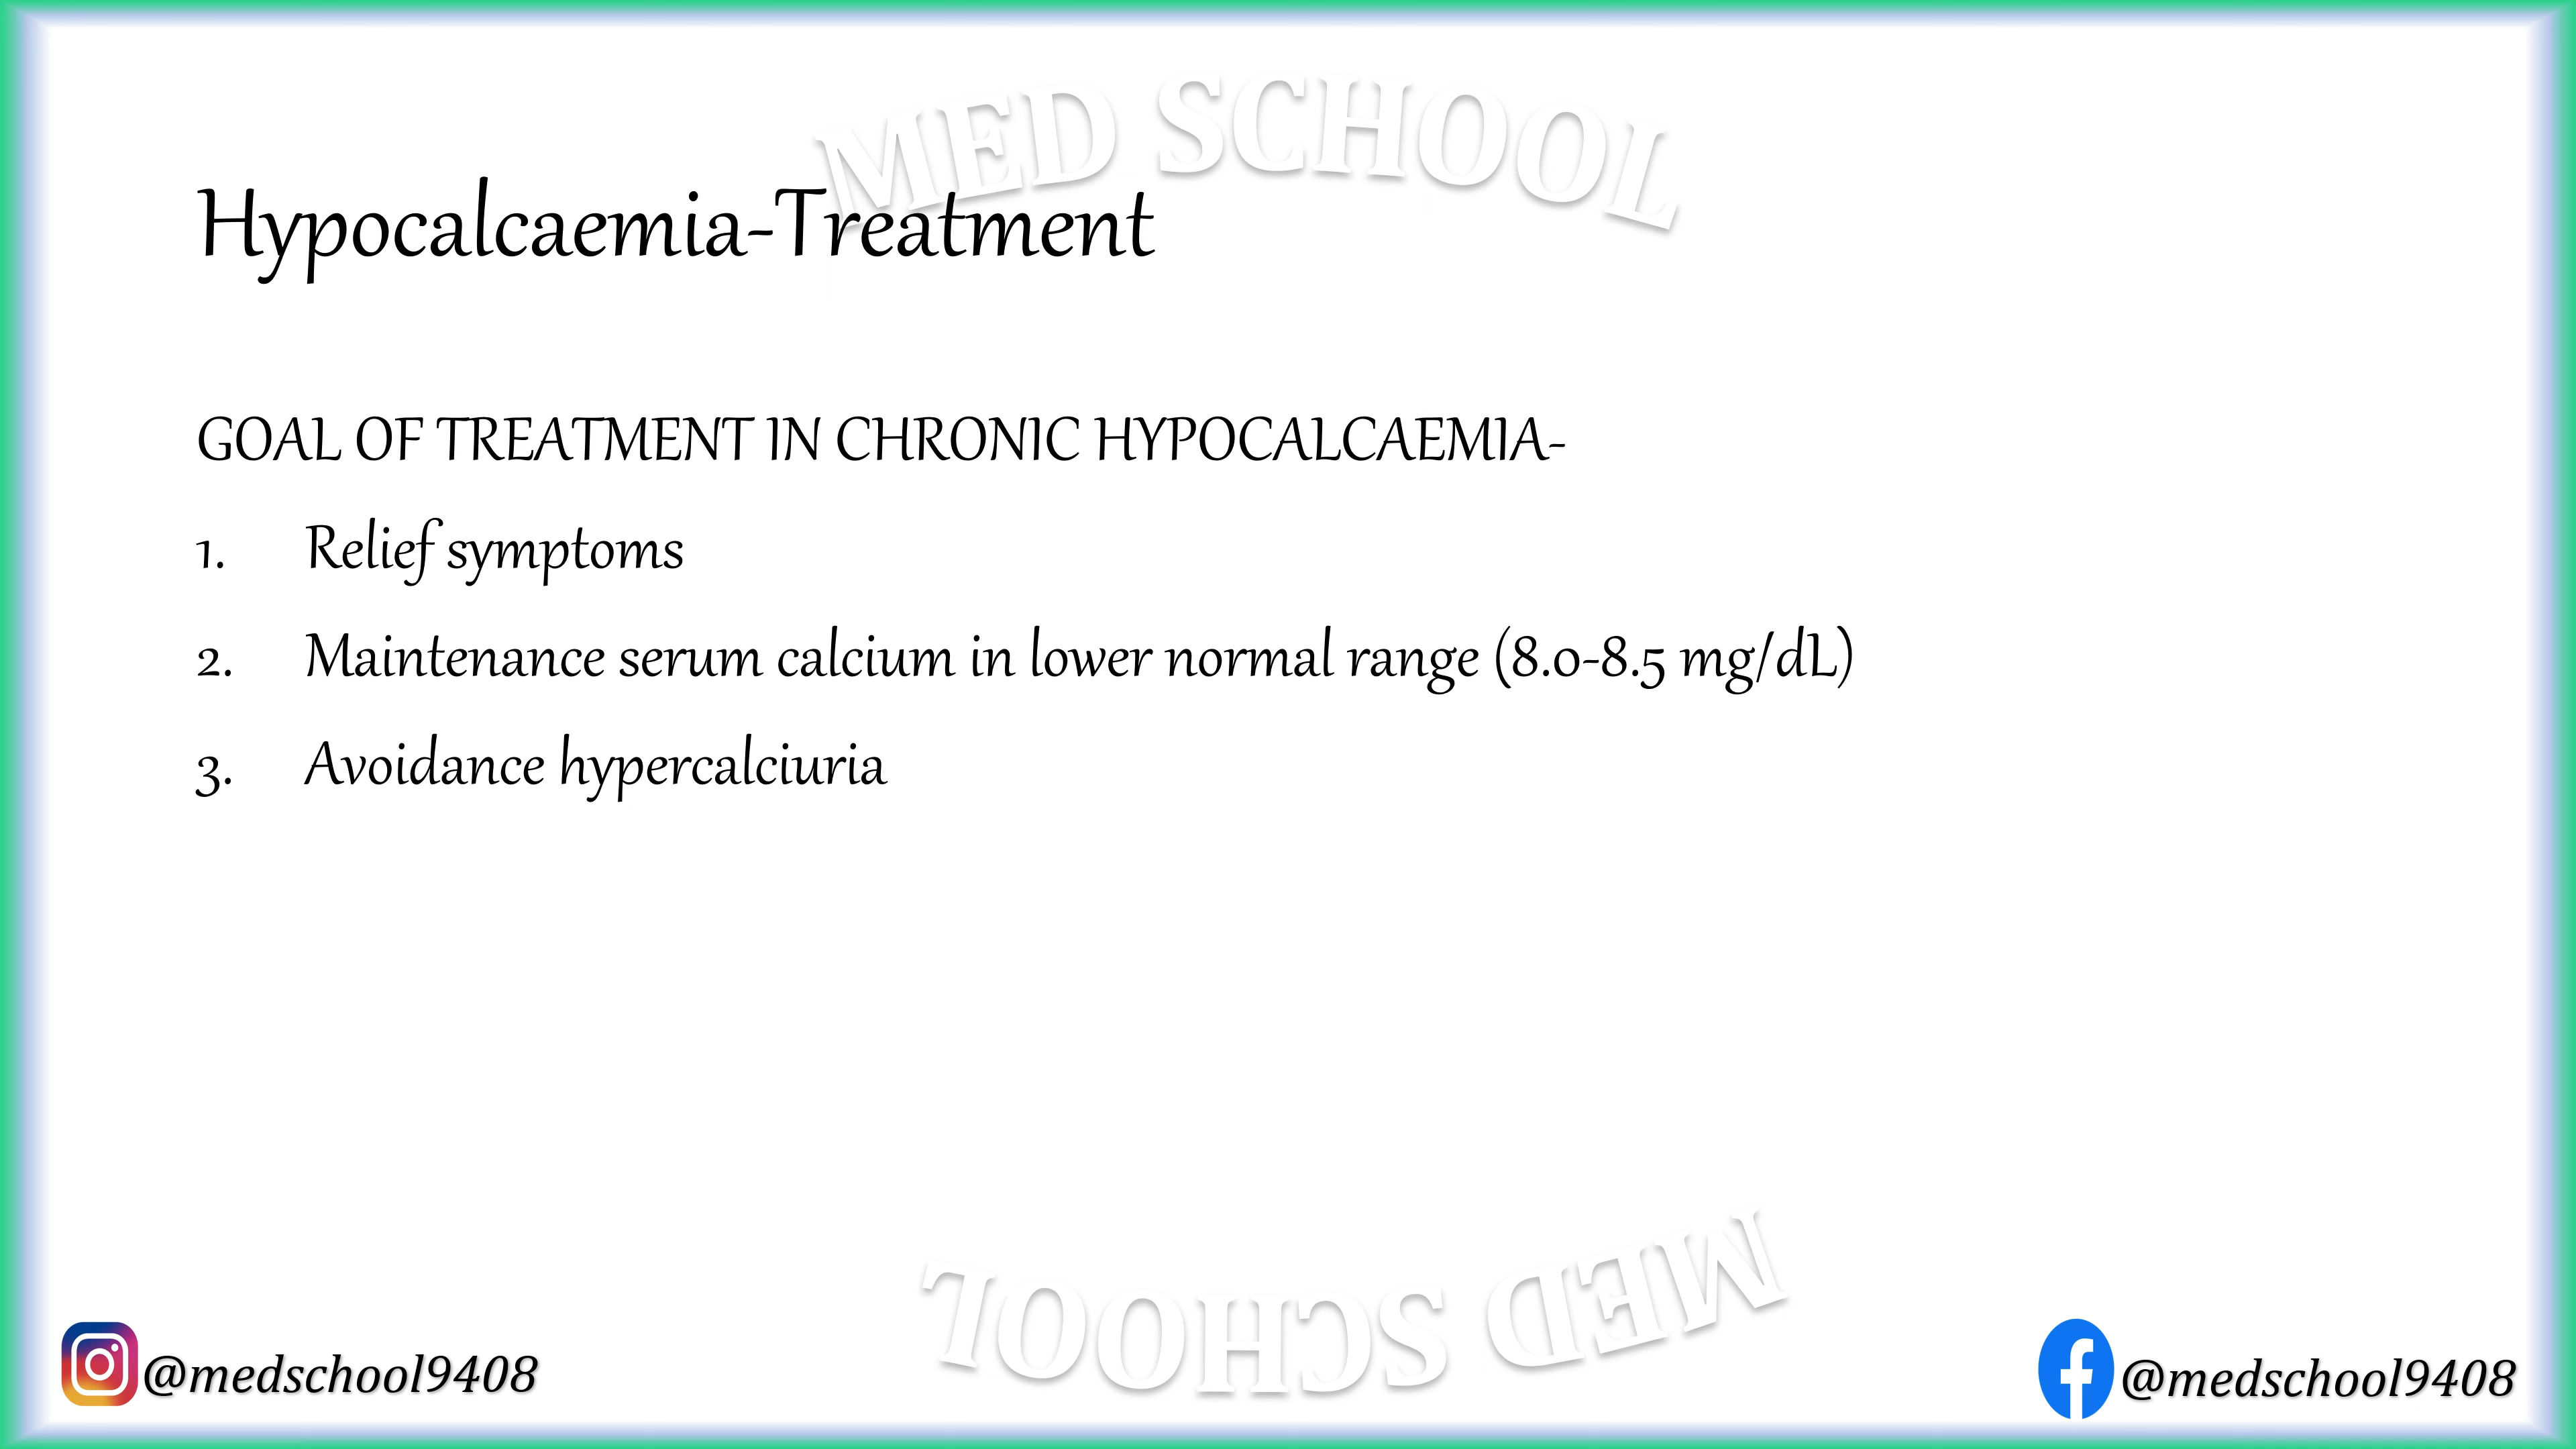 MED SCHOOL
Hypocalcaemia-Treatment
GOAL OF TREATMENT IN CHRONIC HYPOCALCAEMIA-
1. Relief symptoms
2. Maintenance serum calcium in lower normal range (8.0-8.5 mg/dL)
3. Avoidance hypercalciuria
MED SCHOOL
@medschool9408
@medschool9408